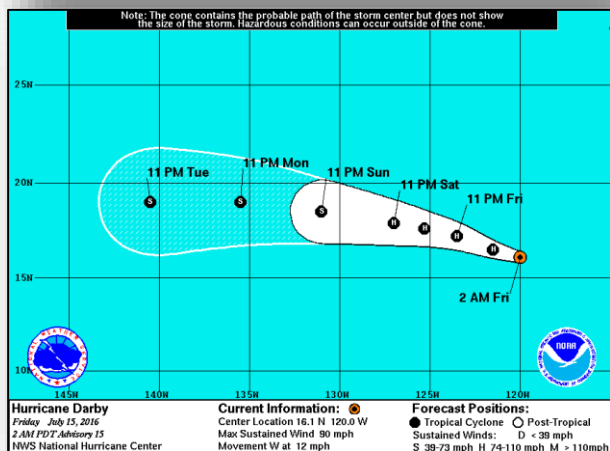 Note: The cone contains the probable path of the storm center but does not show
the size of the storm. Hazardous conditions can occur outside of the cone.
25N
20N
15N
10N
11 PM Tue
11 PM Mon
11 PM Sun
11 PM Sat
11 PM Fri
2 AM Fri
S
S
S
H
H
H
H
NATIONAL WEATHER SERVICE
NOAA
145W
140W
135W
130W
125W
120W
Hurricane Darby
Friday July 15, 2016
2 AM PDT Advisory 15
NWS National Hurricane Center
Current Information:
Center Location 16.1 N 120.0 W
Max Sustained Wind 90 mph
Movement W at 12 mph
Forecast Positions:
Tropical Cyclone Post-Tropical
Sustained Winds: D < 39 mph
S 39-73 mph H 74-110 mph M > 110mph